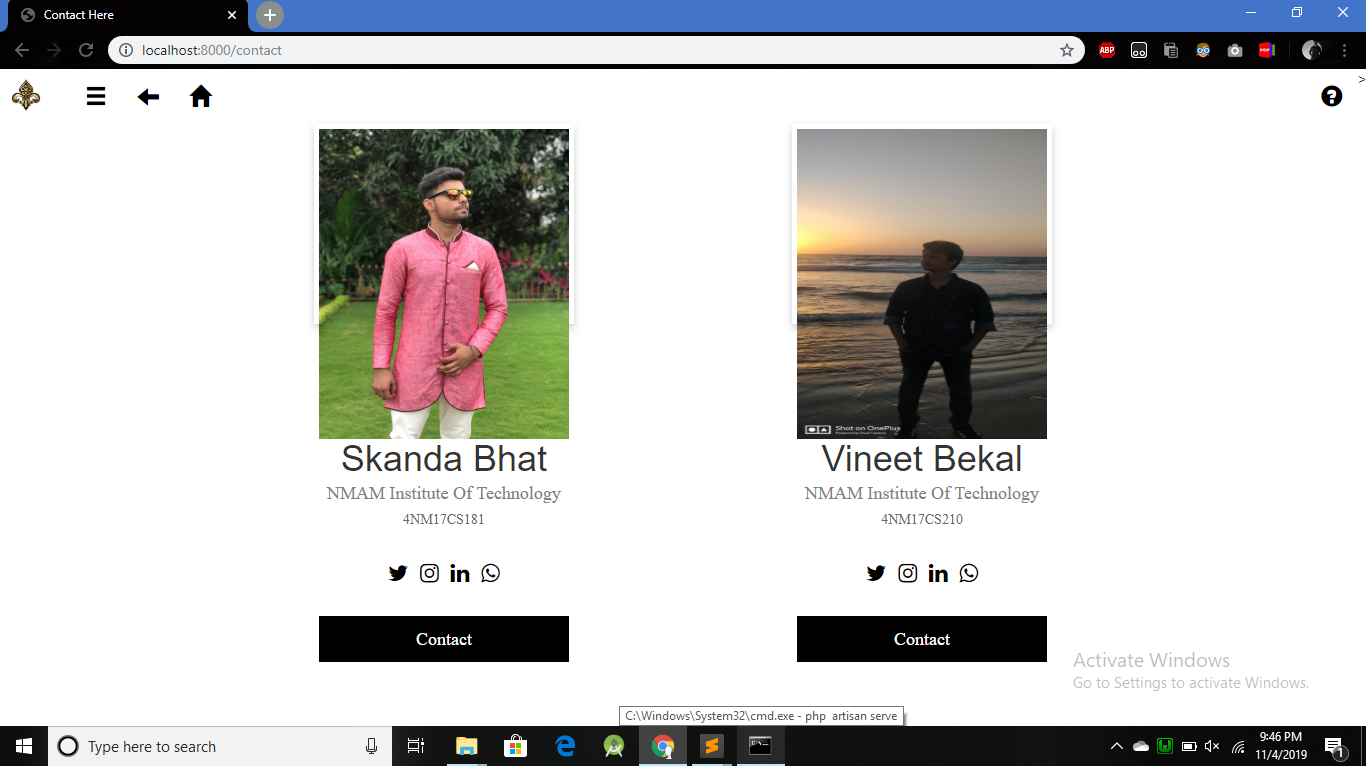 Contact Here
localhost:8000/contact
ABP
PDF
>
Shot on OnePlus
Skanda Bhat
NMAM Institute Of Technology
4NM17CS181
Contact
Vineet Bekal
NMAM Institute Of Technology
4NM17CS210
Contact
Activate Windows
Go to Settings to activate Windows.
C:\Windows\System32\cmd.exe - php artisan serve
Type here to search
9:46 PM
11/4/2019
1